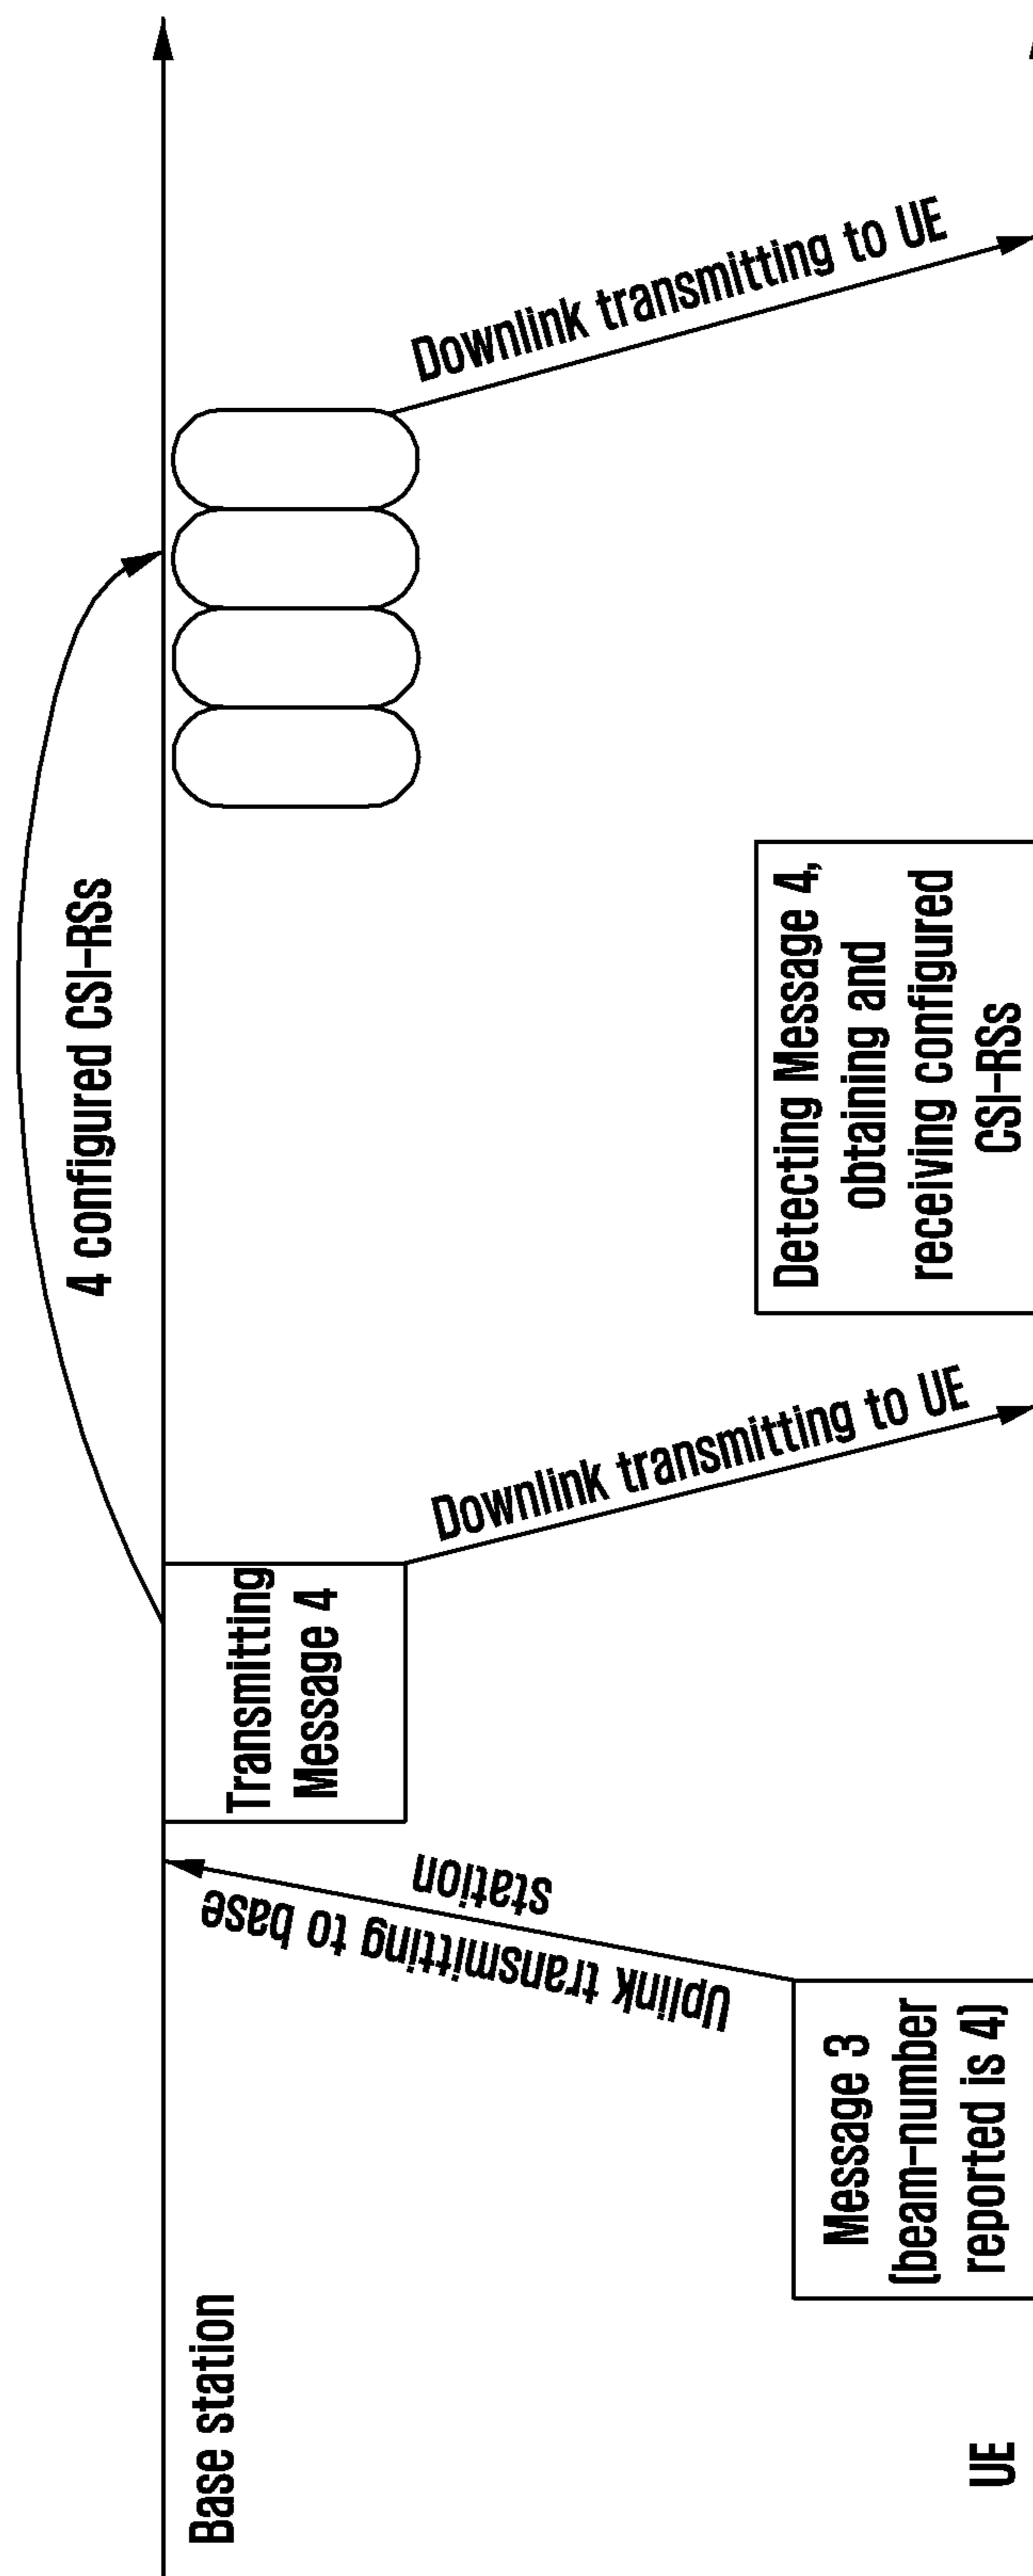 4 configured CSI-RSs
Base station
Uplink transmitting to base
station
Transmitting
Message 4
Downlink transmitting to UE
Downlink transmitting to UE
UE
Message 3
(beam-number
reported is 4)
Detecting Message 4,
obtaining and
receiving configured
CSI-RSs